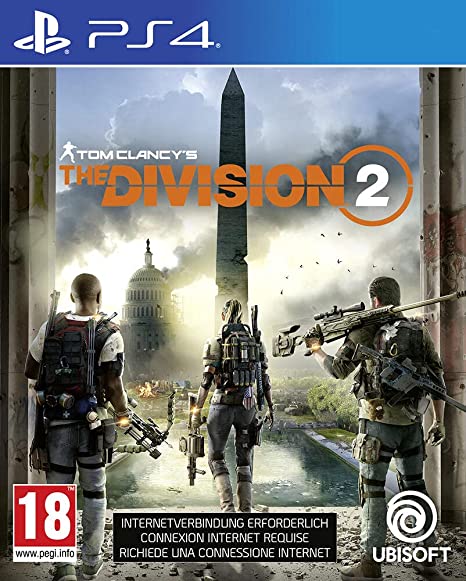 PS4
TOM CLANCY'S
THE DIVISION 2
18
www.pegi.info
INTERNETVERBINDUNG ERFORDERLICH
CONNEXION INTERNET REQUISE
RICHIEDE UNA CONNESSIONE INTERNET
UBISOFT